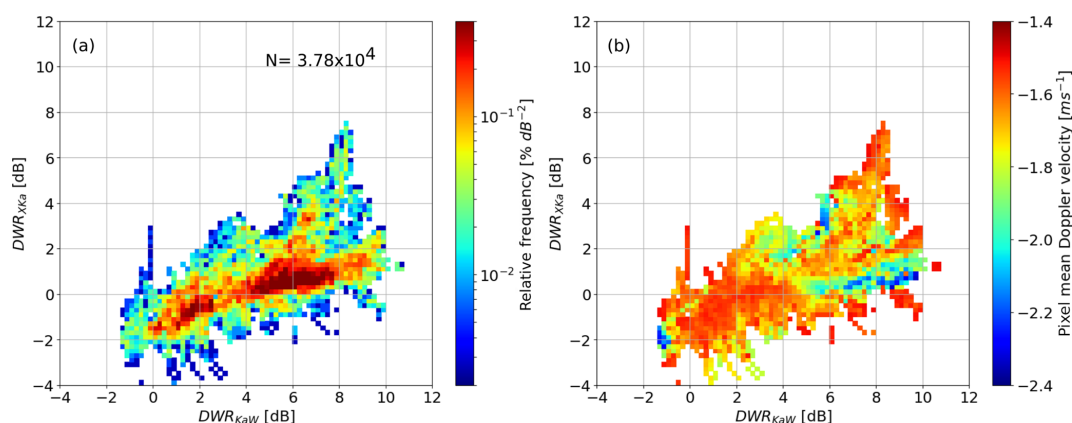 (a)
N= 3.78x10^4
12
10
8
6
4
2
0
−2
−4
DWR_XKa [dB]
−4 −2 0 2 4 6 8 10 12
DWR_KaW [dB]
10^−1
10^−2
Relative frequency [% dB^−2]
(b)
12
10
8
6
4
2
0
−2
−4
DWR_XKa [dB]
−4 −2 0 2 4 6 8 10 12
DWR_KaW [dB]
−1.4
−1.6
−1.8
−2.0
−2.2
−2.4
Pixel mean Doppler velocity [ms^−1]